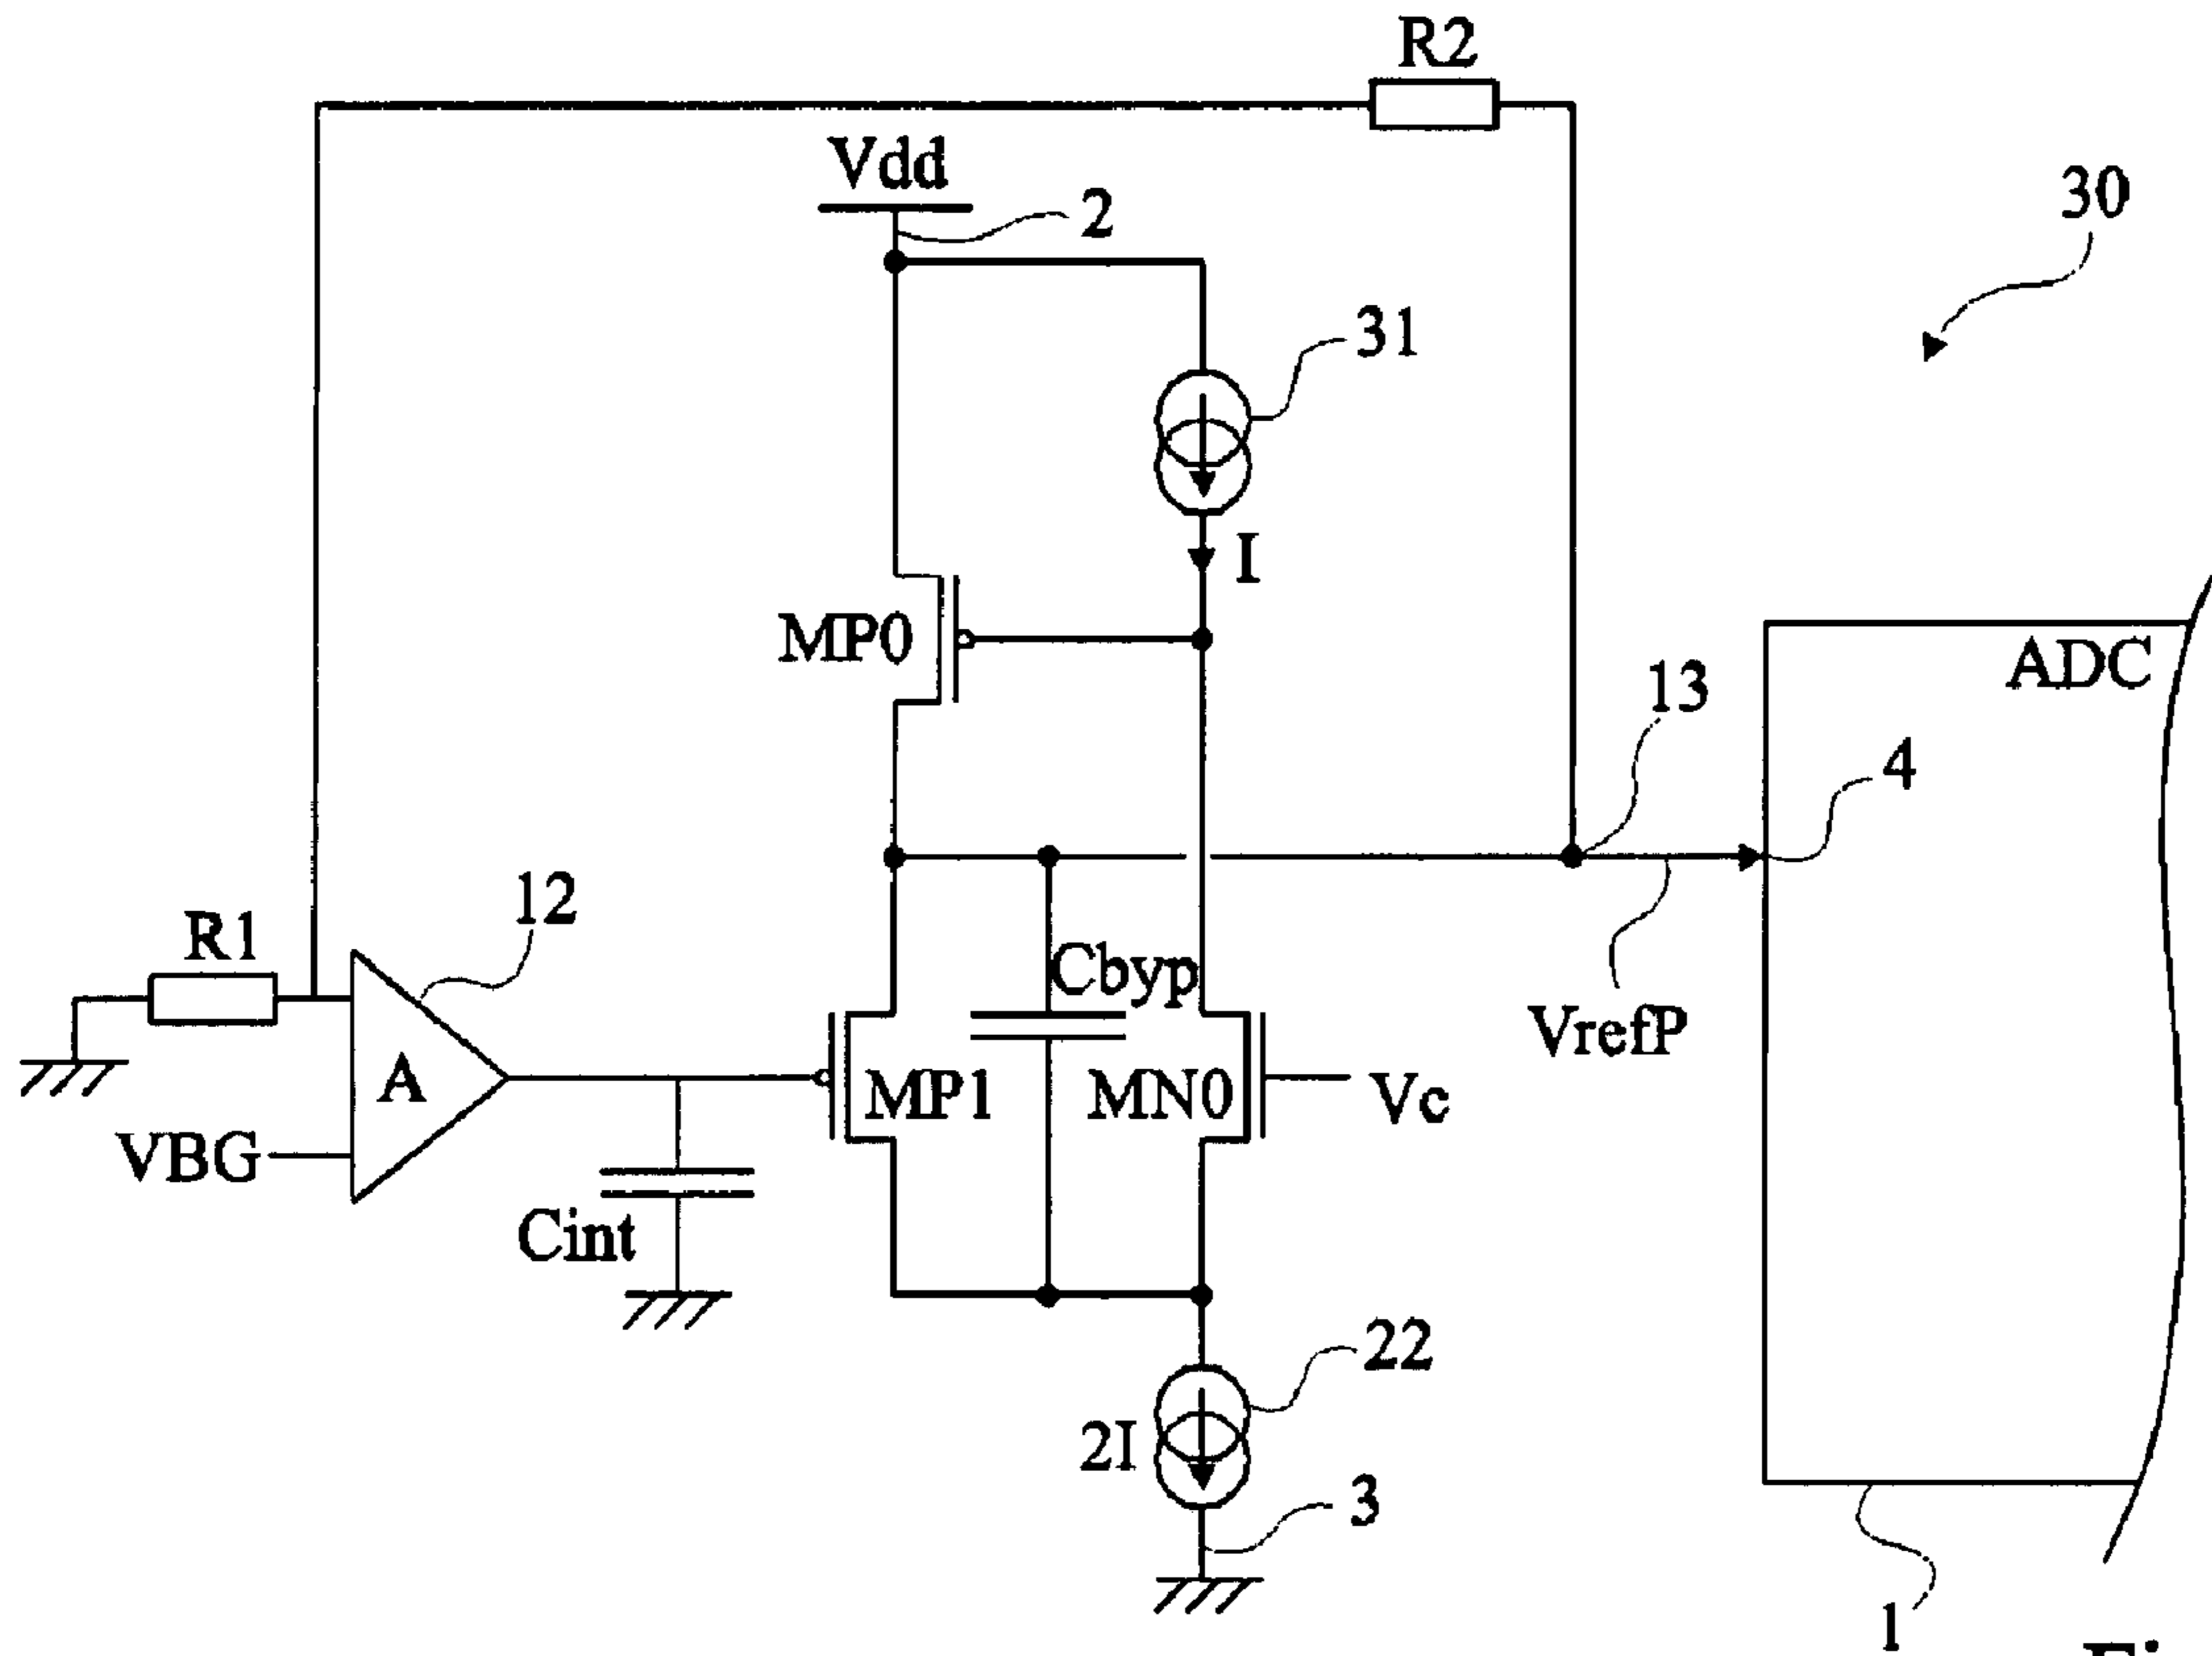 R2
Vdd
2
30
31
I
MP0
ADC
13
4
12
R1
Cbyp
VrefP
A
MP1
MN0
Vc
VBG
Cint
22
2I
3
1